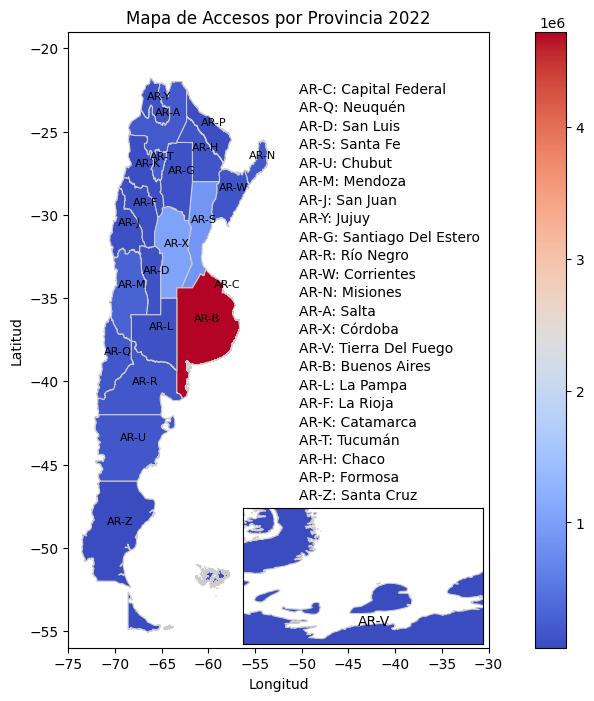 Mapa de Accesos por Provincia 2022
1e6
−20
−25
−30
−35
−40
−45
−50
−55
Latitud
AR-Y
AR-A
AR-P
AR-T
AR-K
AR-H
AR-G
AR-N
AR-W
AR-F
AR-J
AR-S
AR-X
AR-D
AR-M
AR-C
AR-B
AR-L
AR-Q
AR-R
AR-U
AR-Z
AR-C: Capital Federal
AR-Q: Neuquén
AR-D: San Luis
AR-S: Santa Fe
AR-U: Chubut
AR-M: Mendoza
AR-J: San Juan
AR-Y: Jujuy
AR-G: Santiago Del Estero
AR-R: Río Negro
AR-W: Corrientes
AR-N: Misiones
AR-A: Salta
AR-X: Córdoba
AR-V: Tierra Del Fuego
AR-B: Buenos Aires
AR-L: La Pampa
AR-F: La Rioja
AR-K: Catamarca
AR-T: Tucumán
AR-H: Chaco
AR-P: Formosa
AR-Z: Santa Cruz
AR-V
4
3
2
1
−75 −70 −65 −60 −55 −50 −45 −40 −35 −30
Longitud